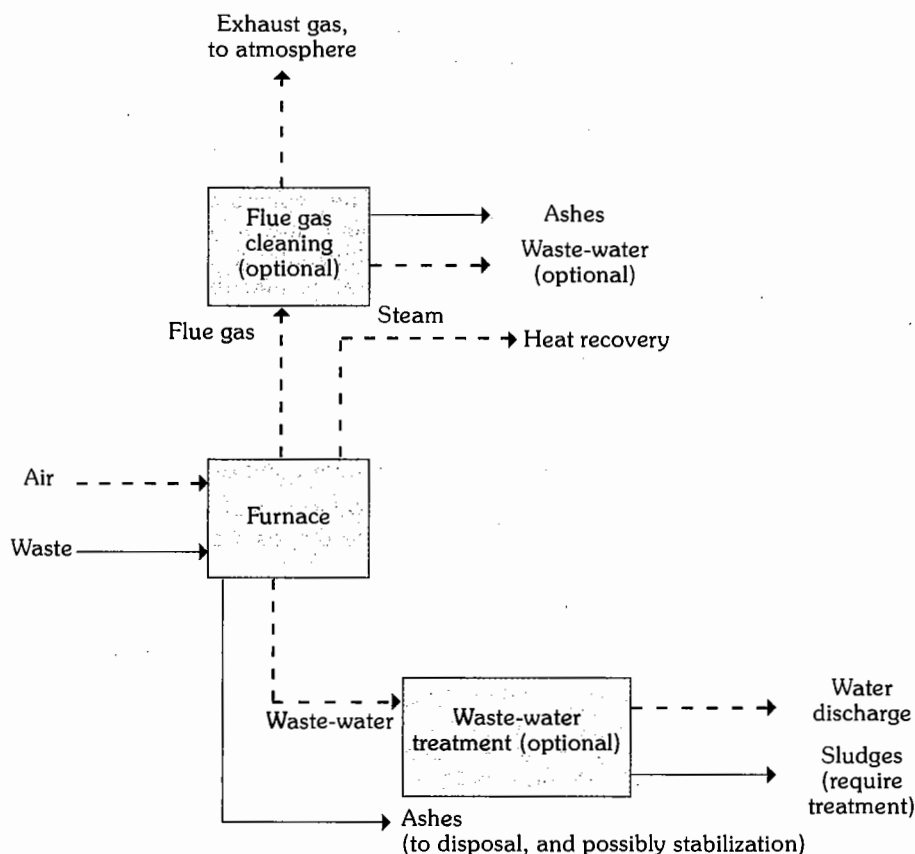 Exhaust gas,
to atmosphere
Flue gas
cleaning
(optional)
Ashes
Waste-water
(optional)
Flue gas
Steam
Heat recovery
Air
Furnace
Waste
Waste-water
Waste-water
treatment (optional)
Water
discharge
Sludges
(require
treatment)
Ashes
(to disposal, and possibly stabilization)